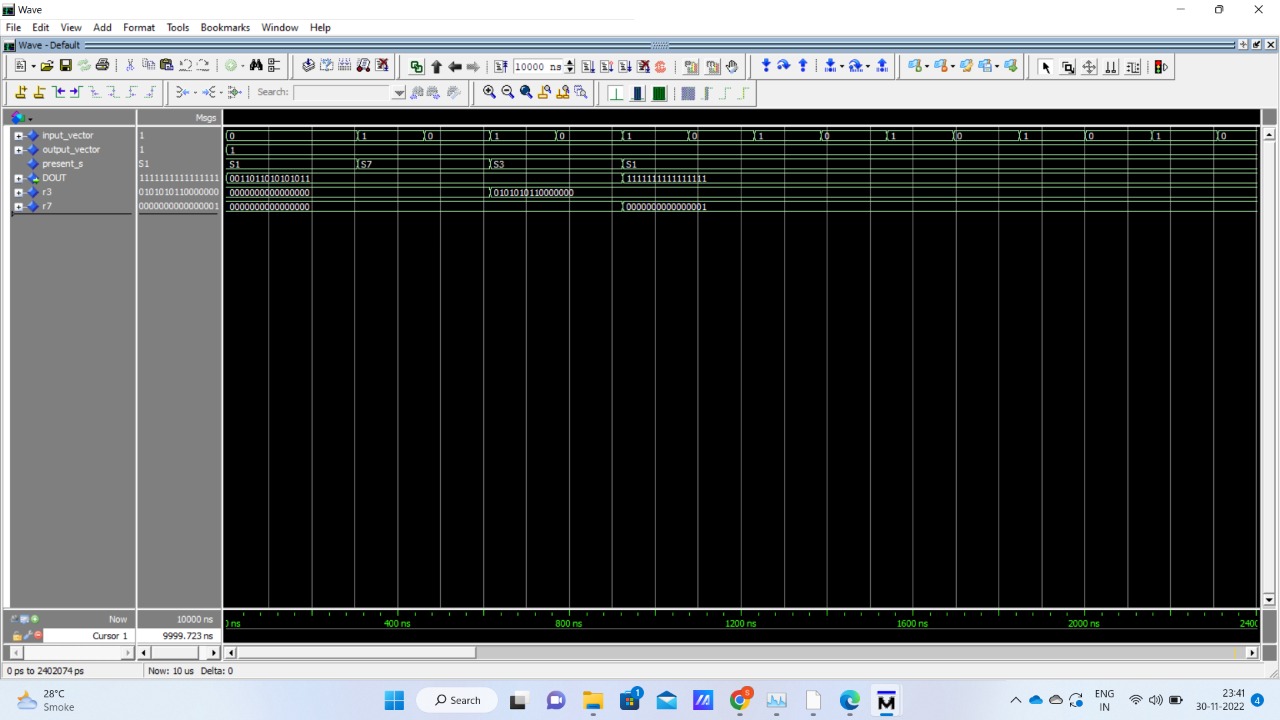 Wave
File Edit View Add Format Tools Bookmarks Window Help
Wave - Default
10000 ns
Search:
Msgs
input_vector 1 0 1 0 1 0 1 0 1 0 1 0 1 0 1 0
output_vector 1 1
present_s S1 S1 S7 S3 S1
DOUT 1111111111111111 0011011010101011 1111111111111111
r3 0101010110000000 0000000000000000 0101010110000000
r7 0000000000000001 0000000000000000 0000000000000001
Now 10000 ns 0 ns 400 ns 800 ns 1200 ns 1600 ns 2000 ns 2400
Cursor 1 9999.723 ns
0 ps to 2402074 ps Now: 10 us Delta: 0
28°C
Smoke
Search
1
S
M
ENG
IN
23:41
30-11-2022
4